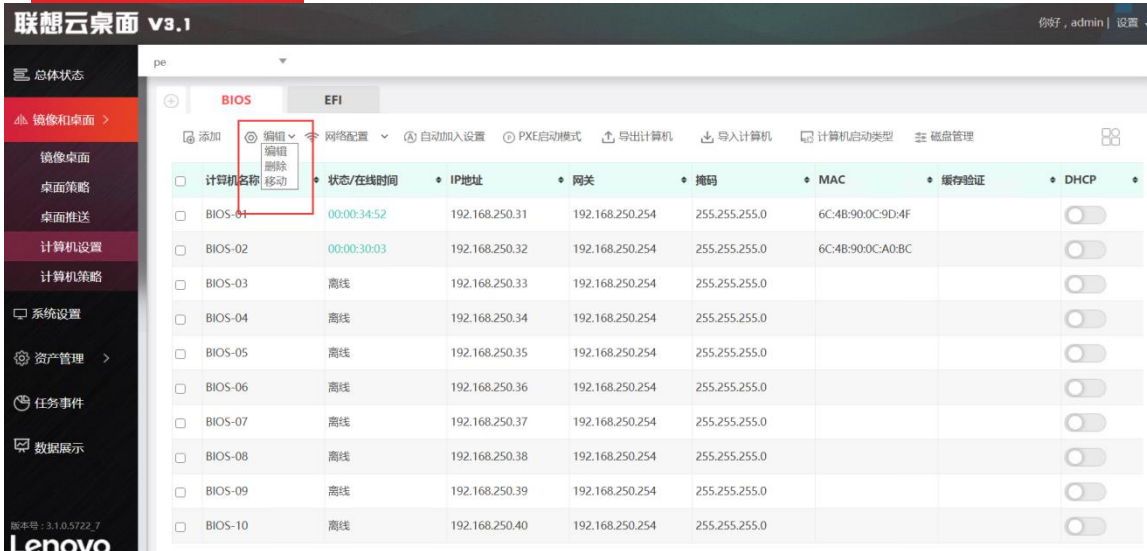 联想云桌面 V3.1
你好，admin | 设置
总体状态
镜像和桌面 >
镜像桌面
桌面策略
桌面推送
计算机设置
计算机策略
系统设置
资产管理 >
任务事件
数据展示
版本号：3.1.0.5722_7
Lenovo
pe
BIOS EFI
添加 编辑 网络配置 自动加入设置 PXE启动模式 导出计算机 导入计算机 计算机启动类型 磁盘管理
编辑
删除
移动
计算机名称 状态/在线时间 IP地址 网关 掩码 MAC 缓存验证 DHCP
BIOS-01 00:00:34:52 192.168.250.31 192.168.250.254 255.255.255.0 6C:4B:90:0C:9D:4F
BIOS-02 00:00:30:03 192.168.250.32 192.168.250.254 255.255.255.0 6C:4B:90:0C:A0:BC
BIOS-03 离线 192.168.250.33 192.168.250.254 255.255.255.0
BIOS-04 离线 192.168.250.34 192.168.250.254 255.255.255.0
BIOS-05 离线 192.168.250.35 192.168.250.254 255.255.255.0
BIOS-06 离线 192.168.250.36 192.168.250.254 255.255.255.0
BIOS-07 离线 192.168.250.37 192.168.250.254 255.255.255.0
BIOS-08 离线 192.168.250.38 192.168.250.254 255.255.255.0
BIOS-09 离线 192.168.250.39 192.168.250.254 255.255.255.0
BIOS-10 离线 192.168.250.40 192.168.250.254 255.255.255.0